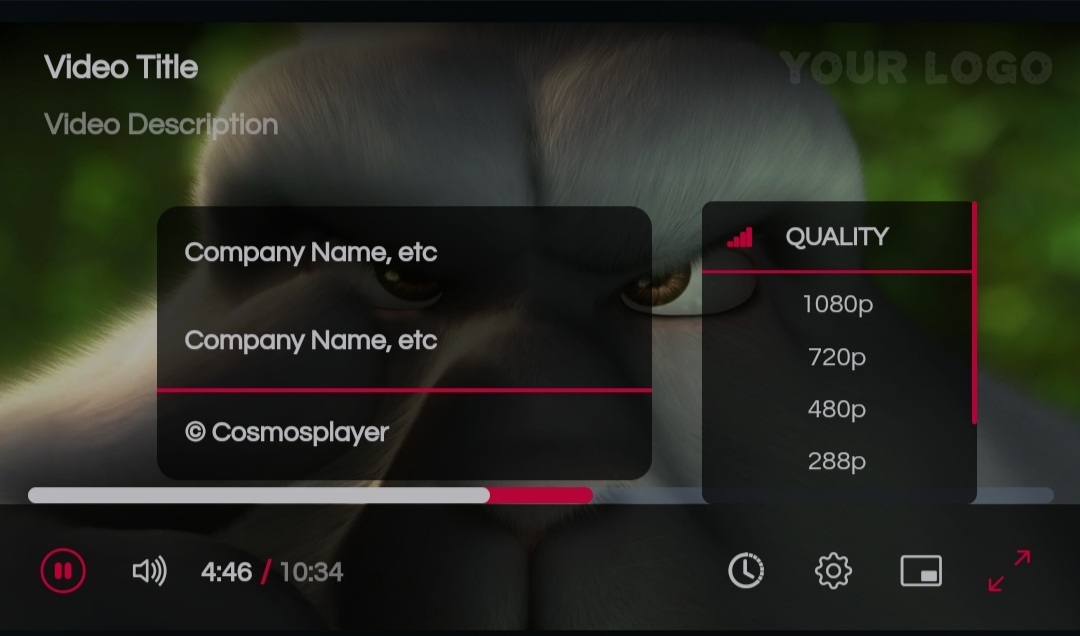 Video Title
YOUR LOGO
Video Description
Company Name, etc
Company Name, etc
© Cosmosplayer
QUALITY
1080p
720p
480p
288p
4:46 / 10:34